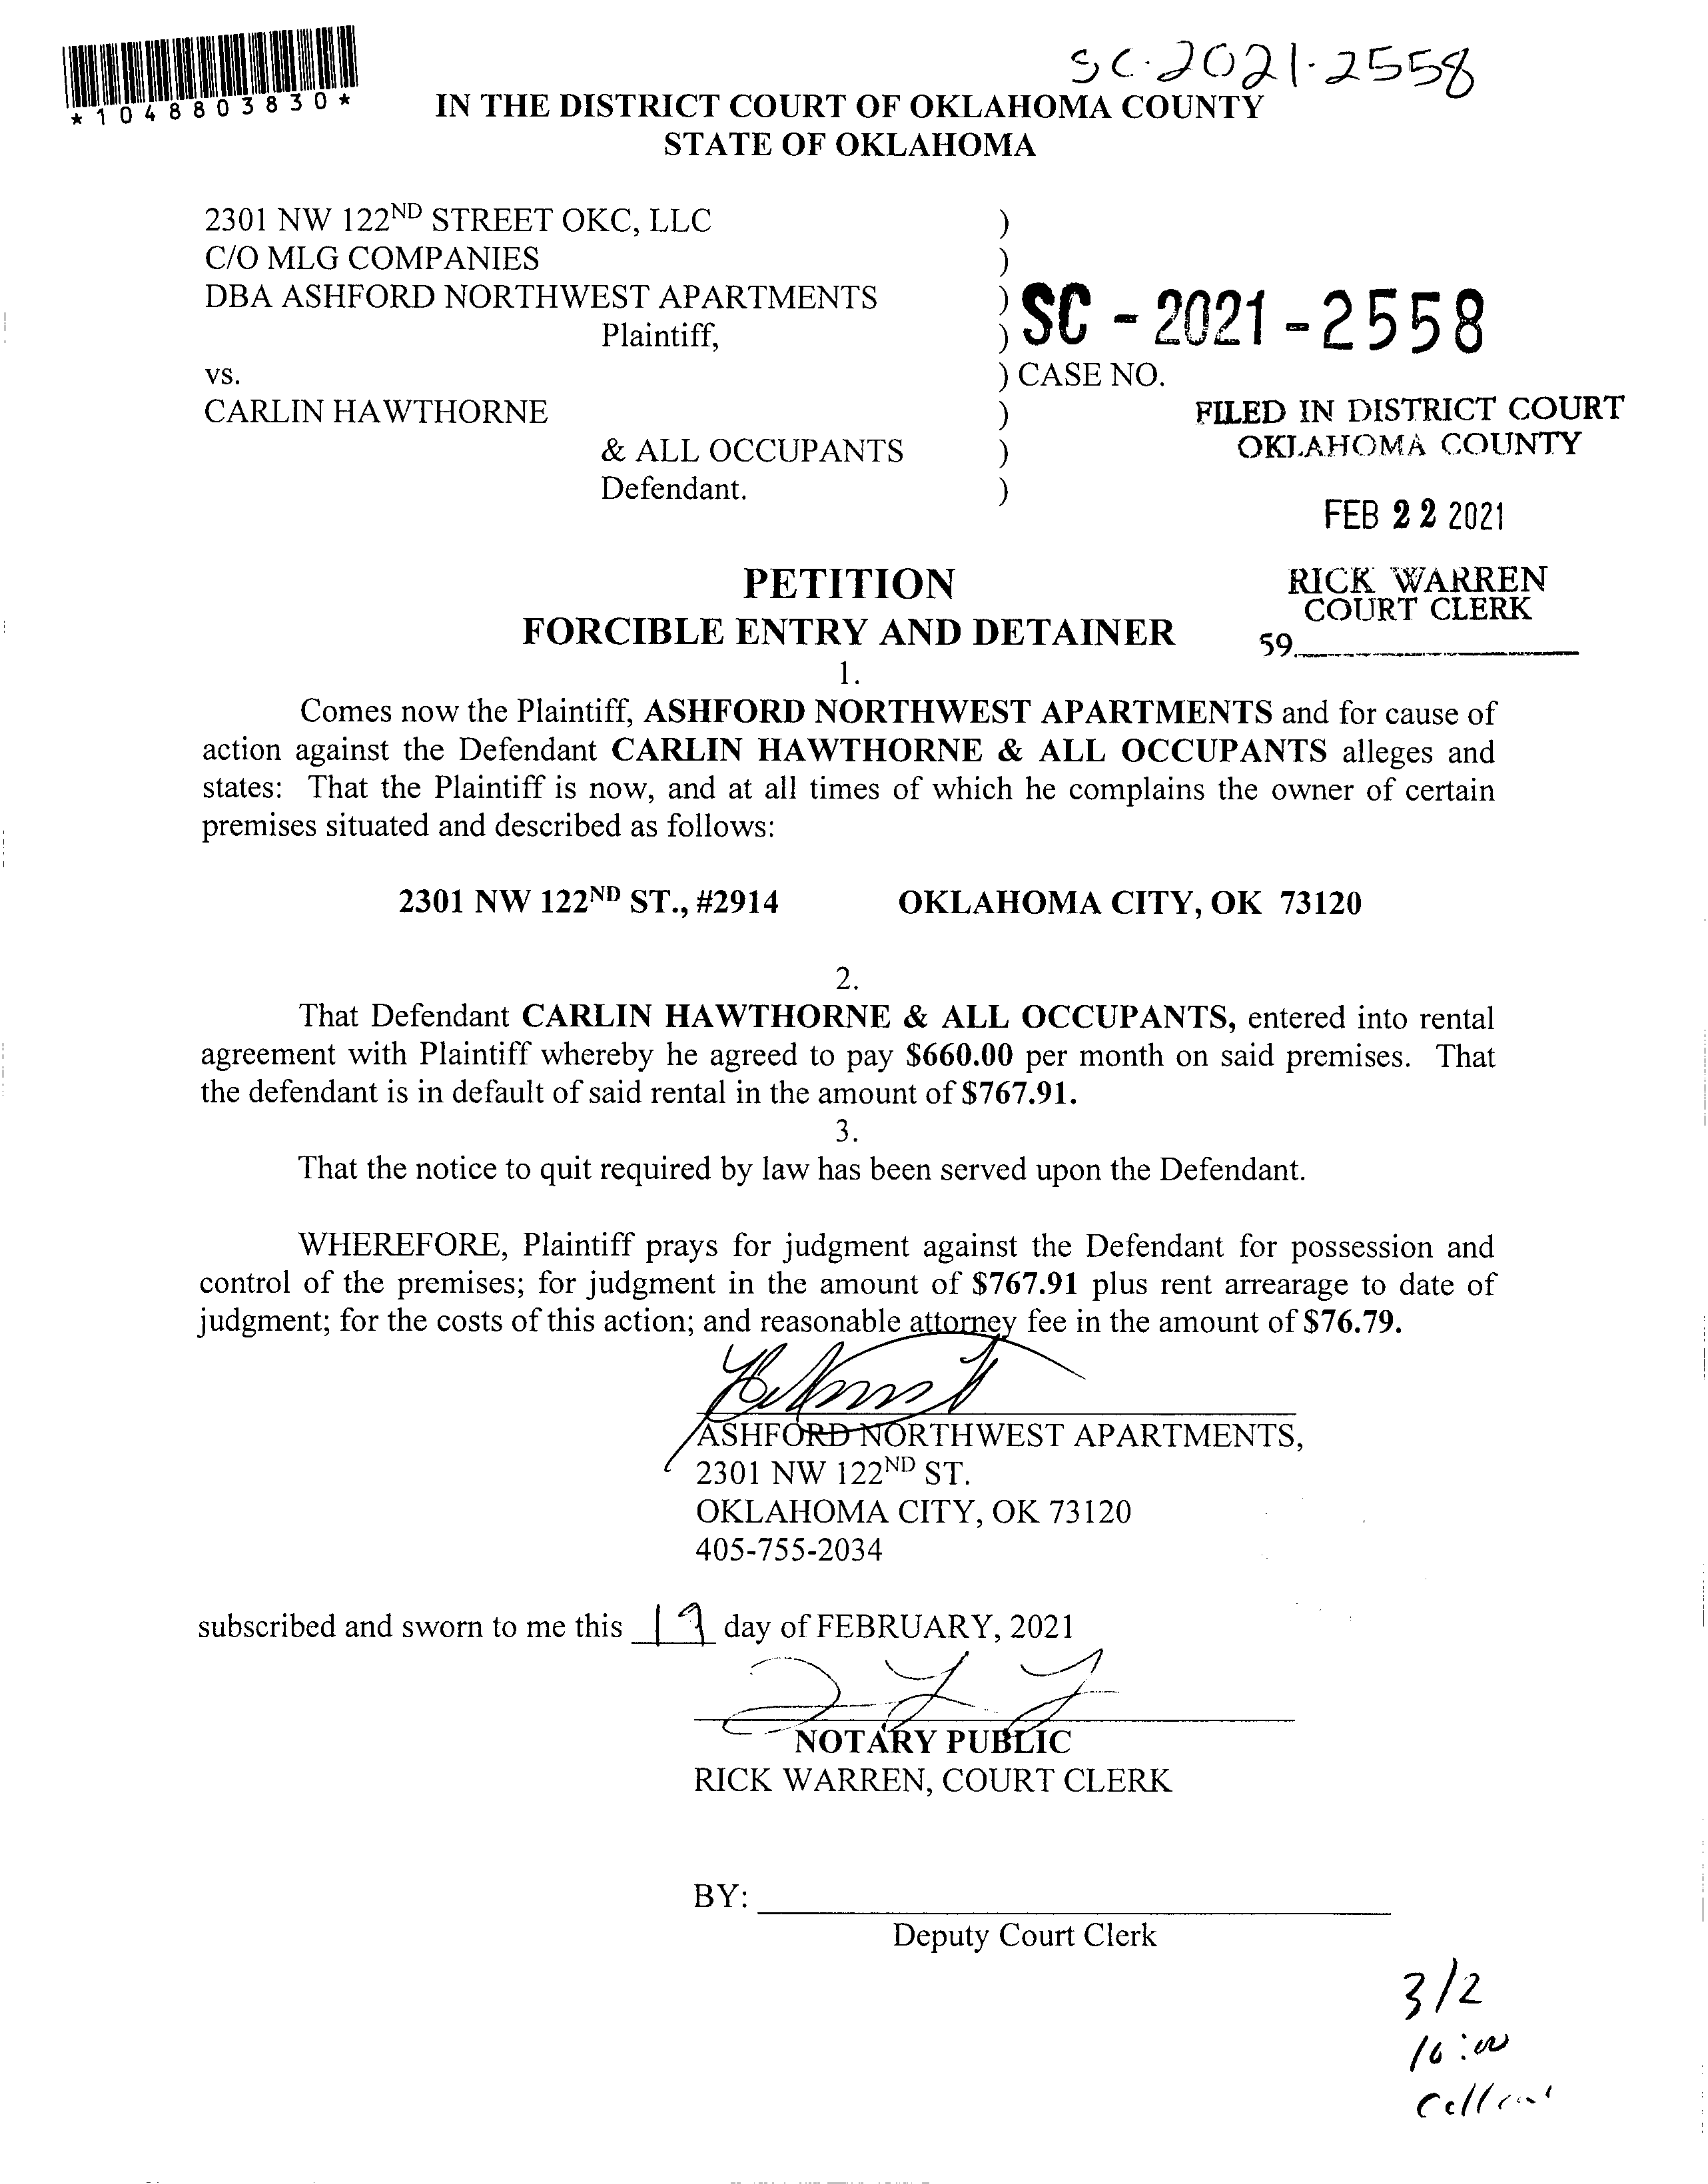 SC-2021-2558
*1048803830*
IN THE DISTRICT COURT OF OKLAHOMA COUNTY
STATE OF OKLAHOMA
2301 NW 122ND STREET OKC, LLC )
C/O MLG COMPANIES )
DBA ASHFORD NORTHWEST APARTMENTS ) SC - 2021 - 2558
Plaintiff, )
vs. ) CASE NO.
CARLIN HAWTHORNE ) FILED IN DISTRICT COURT
& ALL OCCUPANTS ) OKLAHOMA COUNTY
Defendant. )
FEB 22 2021
PETITION RICK WARREN
COURT CLERK
FORCIBLE ENTRY AND DETAINER
59.
1.
Comes now the Plaintiff, ASHFORD NORTHWEST APARTMENTS and for cause of
action against the Defendant CARLIN HAWTHORNE & ALL OCCUPANTS alleges and
states: That the Plaintiff is now, and at all times of which he complains the owner of certain
premises situated and described as follows:
2301 NW 122ND ST., #2914 OKLAHOMA CITY, OK 73120
2.
That Defendant CARLIN HAWTHORNE & ALL OCCUPANTS, entered into rental
agreement with Plaintiff whereby he agreed to pay $660.00 per month on said premises. That
the defendant is in default of said rental in the amount of $767.91.
3.
That the notice to quit required by law has been served upon the Defendant.
WHEREFORE, Plaintiff prays for judgment against the Defendant for possession and
control of the premises; for judgment in the amount of $767.91 plus rent arrearage to date of
judgment; for the costs of this action; and reasonable attorney fee in the amount of $76.79.
ASHFORD NORTHWEST APARTMENTS,
2301 NW 122ND ST.
OKLAHOMA CITY, OK 73120
405-755-2034
subscribed and sworn to me this 19 day of FEBRUARY, 2021
NOTARY PUBLIC
RICK WARREN, COURT CLERK
BY:
Deputy Court Clerk
3/2